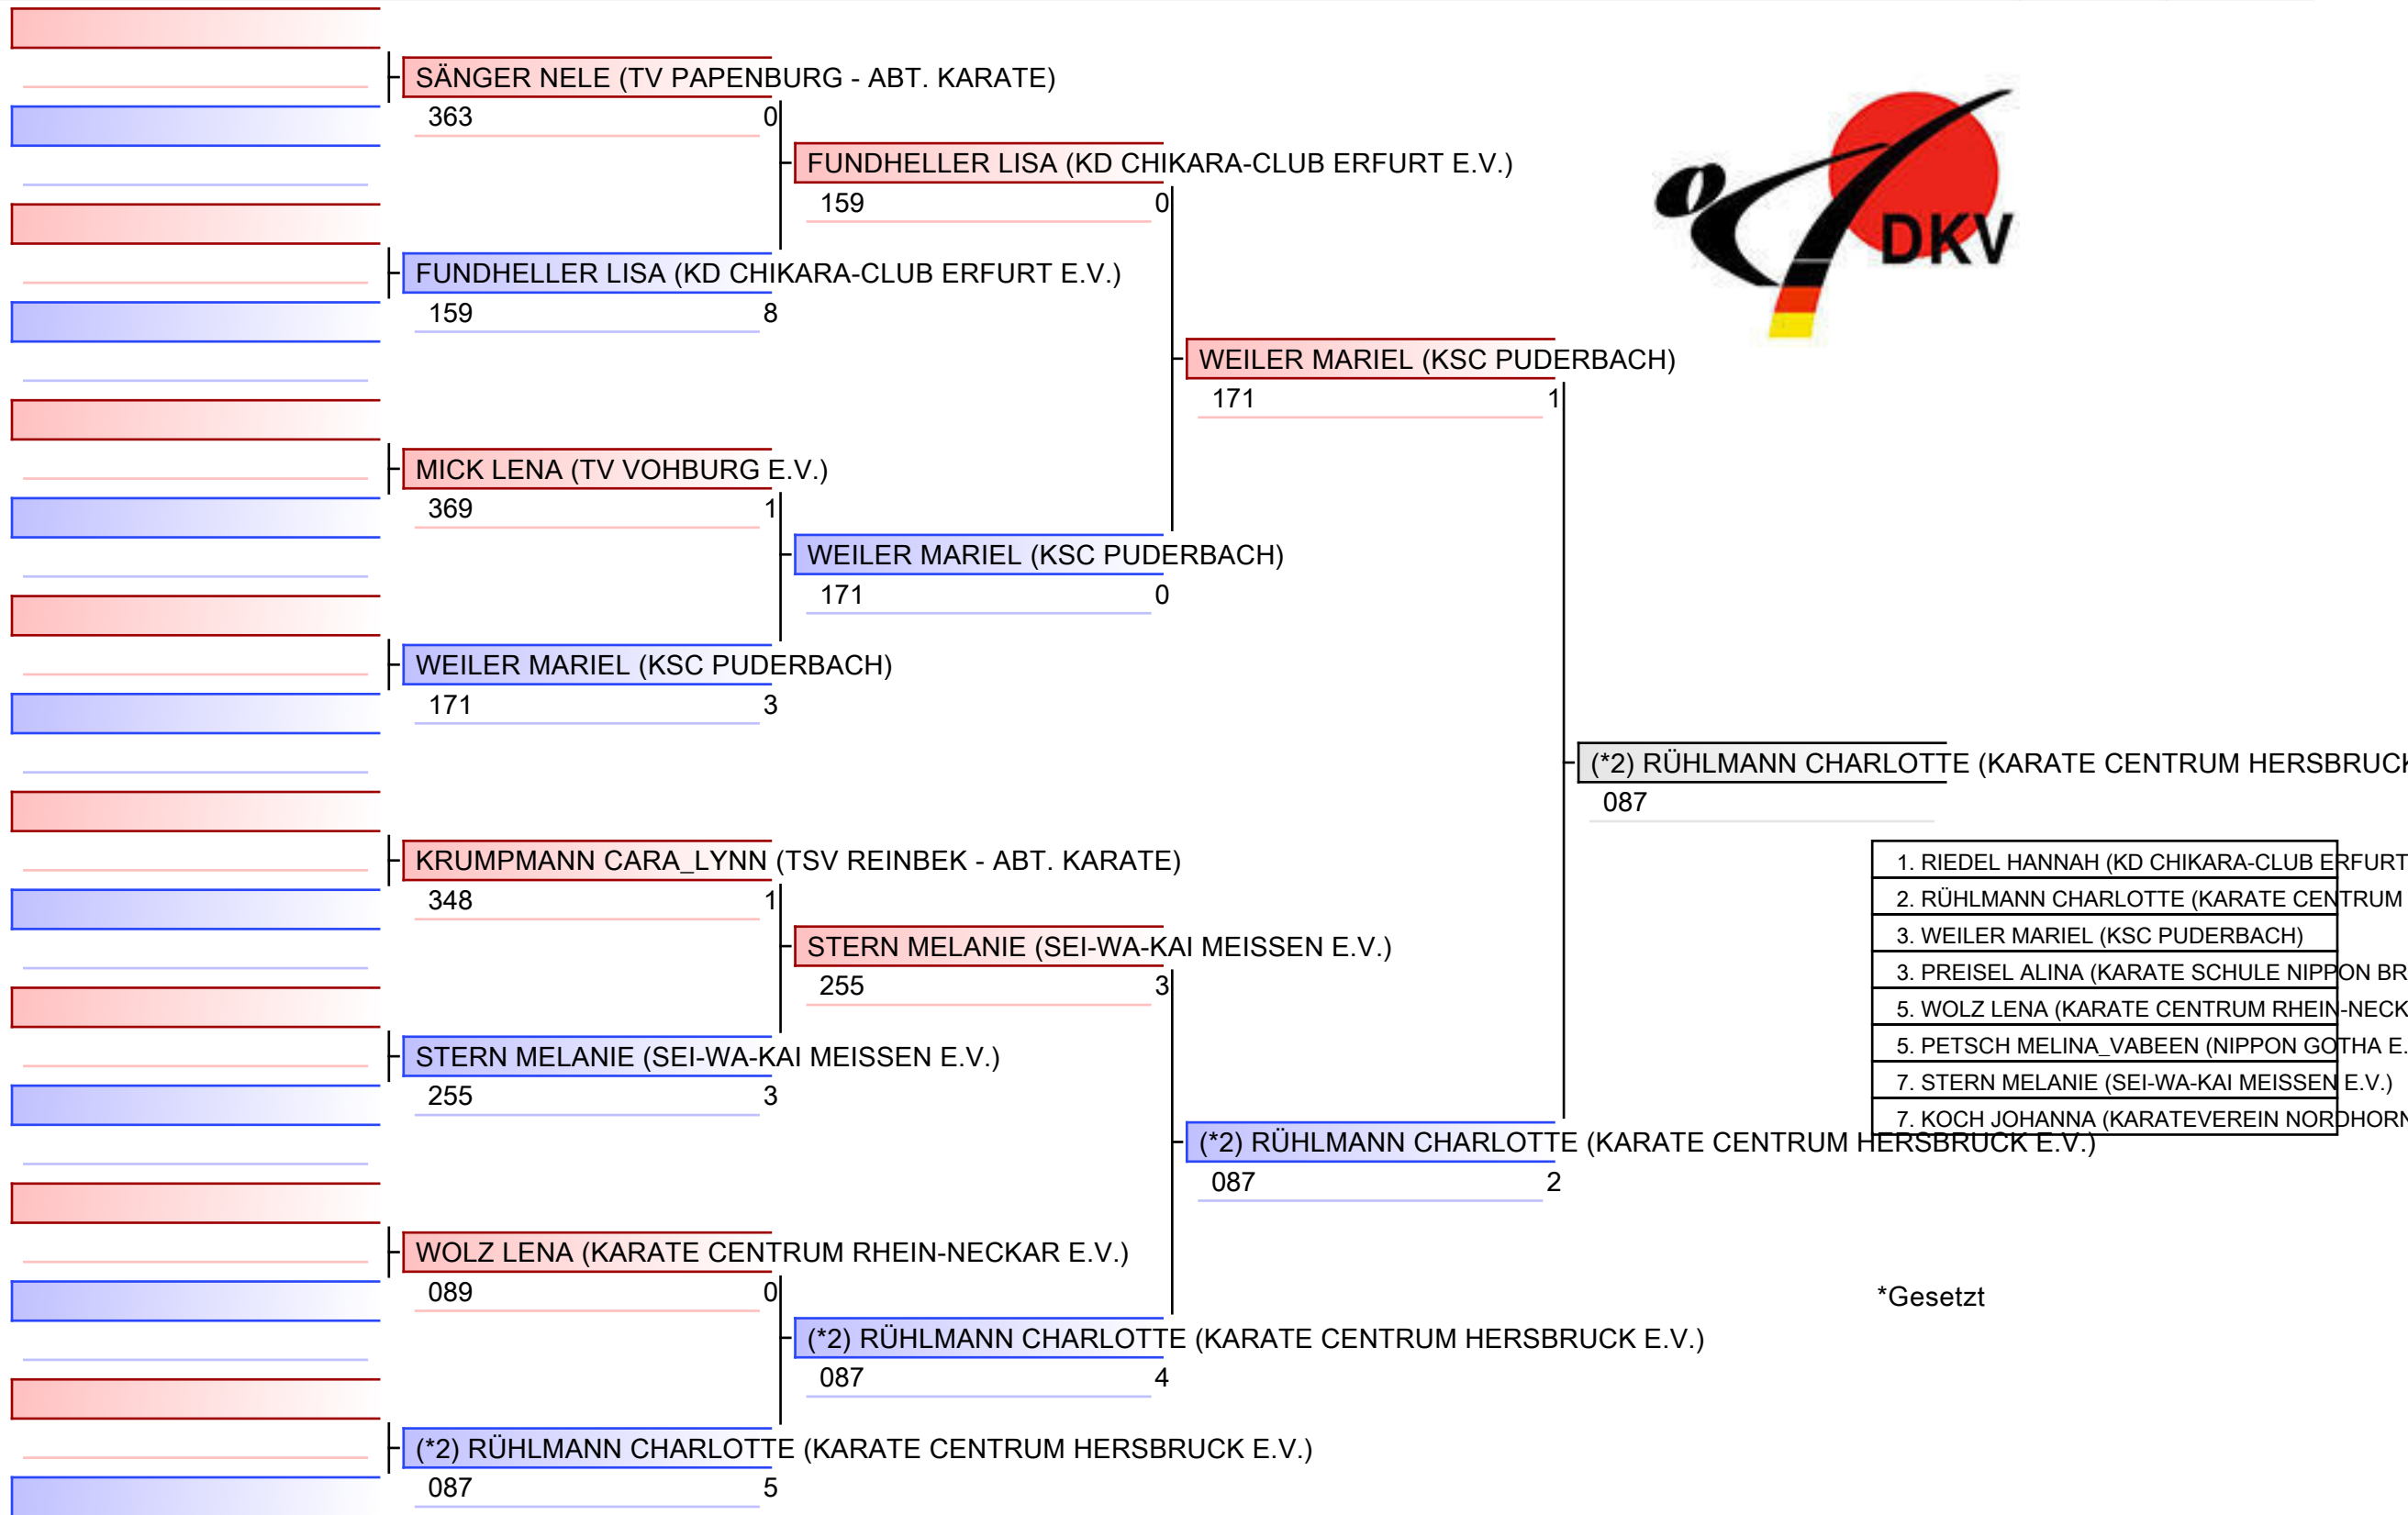 SÄNGER NELE (TV PAPENBURG - ABT. KARATE)
363 0
FUNDHELLER LISA (KD CHIKARA-CLUB ERFURT E.V.)
159 0
FUNDHELLER LISA (KD CHIKARA-CLUB ERFURT E.V.)
159 8
WEILER MARIEL (KSC PUDERBACH)
171 1
MICK LENA (TV VOHBURG E.V.)
369 1
WEILER MARIEL (KSC PUDERBACH)
171 0
WEILER MARIEL (KSC PUDERBACH)
171 3
(*2) RÜHLMANN CHARLOTTE (KARATE CENTRUM HERSBRUCK
087
KRUMPMANN CARA_LYNN (TSV REINBEK - ABT. KARATE)
348 1
STERN MELANIE (SEI-WA-KAI MEISSEN E.V.)
255 3
STERN MELANIE (SEI-WA-KAI MEISSEN E.V.)
255 3
(*2) RÜHLMANN CHARLOTTE (KARATE CENTRUM HERSBRUCK E.V.)
087 2
WOLZ LENA (KARATE CENTRUM RHEIN-NECKAR E.V.)
089 0
(*2) RÜHLMANN CHARLOTTE (KARATE CENTRUM HERSBRUCK E.V.)
087 4
(*2) RÜHLMANN CHARLOTTE (KARATE CENTRUM HERSBRUCK E.V.)
087 5
DKV
1. RIEDEL HANNAH (KD CHIKARA-CLUB ERFURT
2. RÜHLMANN CHARLOTTE (KARATE CENTRUM
3. WEILER MARIEL (KSC PUDERBACH)
3. PREISEL ALINA (KARATE SCHULE NIPPON BR
5. WOLZ LENA (KARATE CENTRUM RHEIN-NECK
5. PETSCH MELINA_VABEEN (NIPPON GOTHA E.
7. STERN MELANIE (SEI-WA-KAI MEISSEN E.V.)
7. KOCH JOHANNA (KARATEVEREIN NORDHORN
*Gesetzt